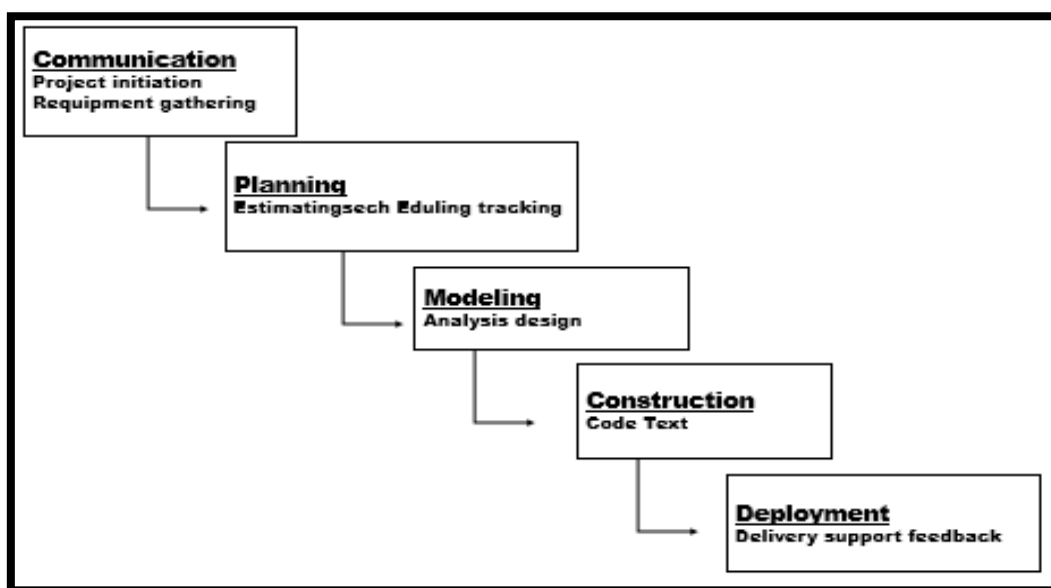 Communication
Project initiation
Requipment gathering
Planning
Estimatingsech Eduling tracking
Modeling
Analysis design
Construction
Code Text
Deployment
Delivery support feedback